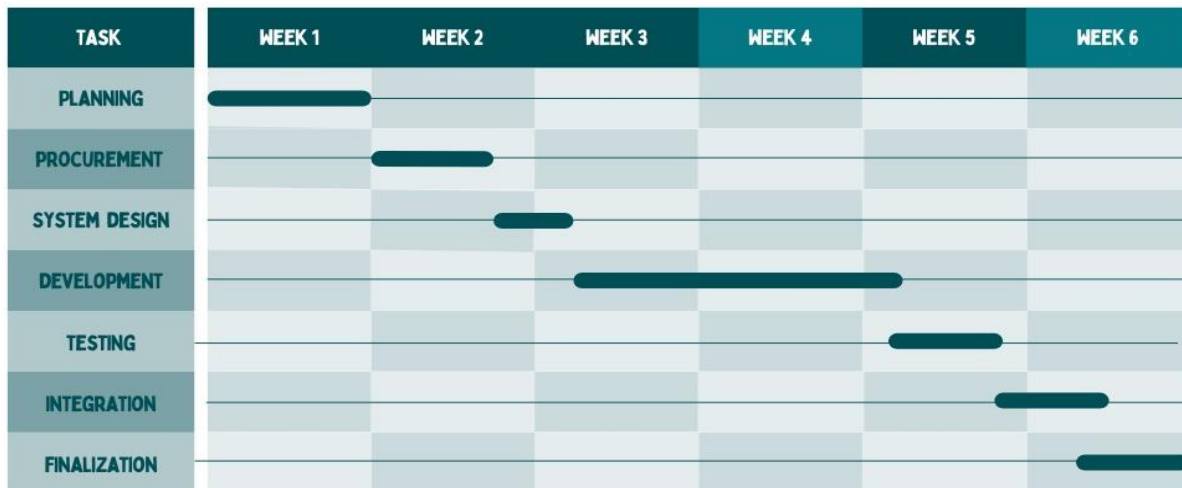 TASK WEEK 1 WEEK 2 WEEK 3 WEEK 4 WEEK 5 WEEK 6
PLANNING
PROCUREMENT
SYSTEM DESIGN
DEVELOPMENT
TESTING
INTEGRATION
FINALIZATION